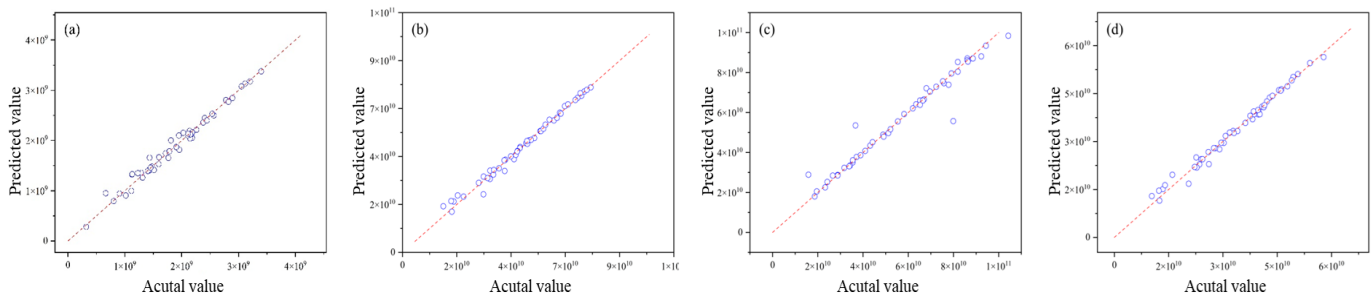 (a)
4×10⁹
3×10⁹
2×10⁹
1×10⁹
0
Predicted value
0 1×10⁹ 2×10⁹ 3×10⁹ 4×10⁹
Acutal value
(b)
1×10¹¹
9×10¹⁰
7×10¹⁰
4×10¹⁰
2×10¹⁰
0
Predicted value
0 2×10¹⁰ 4×10¹⁰ 5×10¹⁰ 7×10¹⁰ 9×10¹⁰
Acutal value
(c)
1×10¹¹
8×10¹⁰
6×10¹⁰
4×10¹⁰
2×10¹⁰
0
Predicted value
0 2×10¹⁰ 4×10¹⁰ 6×10¹⁰ 8×10¹⁰ 1×10¹¹
Acutal value
(d)
6×10¹⁰
5×10¹⁰
3×10¹⁰
2×10¹⁰
0
Predicted value
0 2×10¹⁰ 3×10¹⁰ 5×10¹⁰ 6×10¹⁰
Acutal value